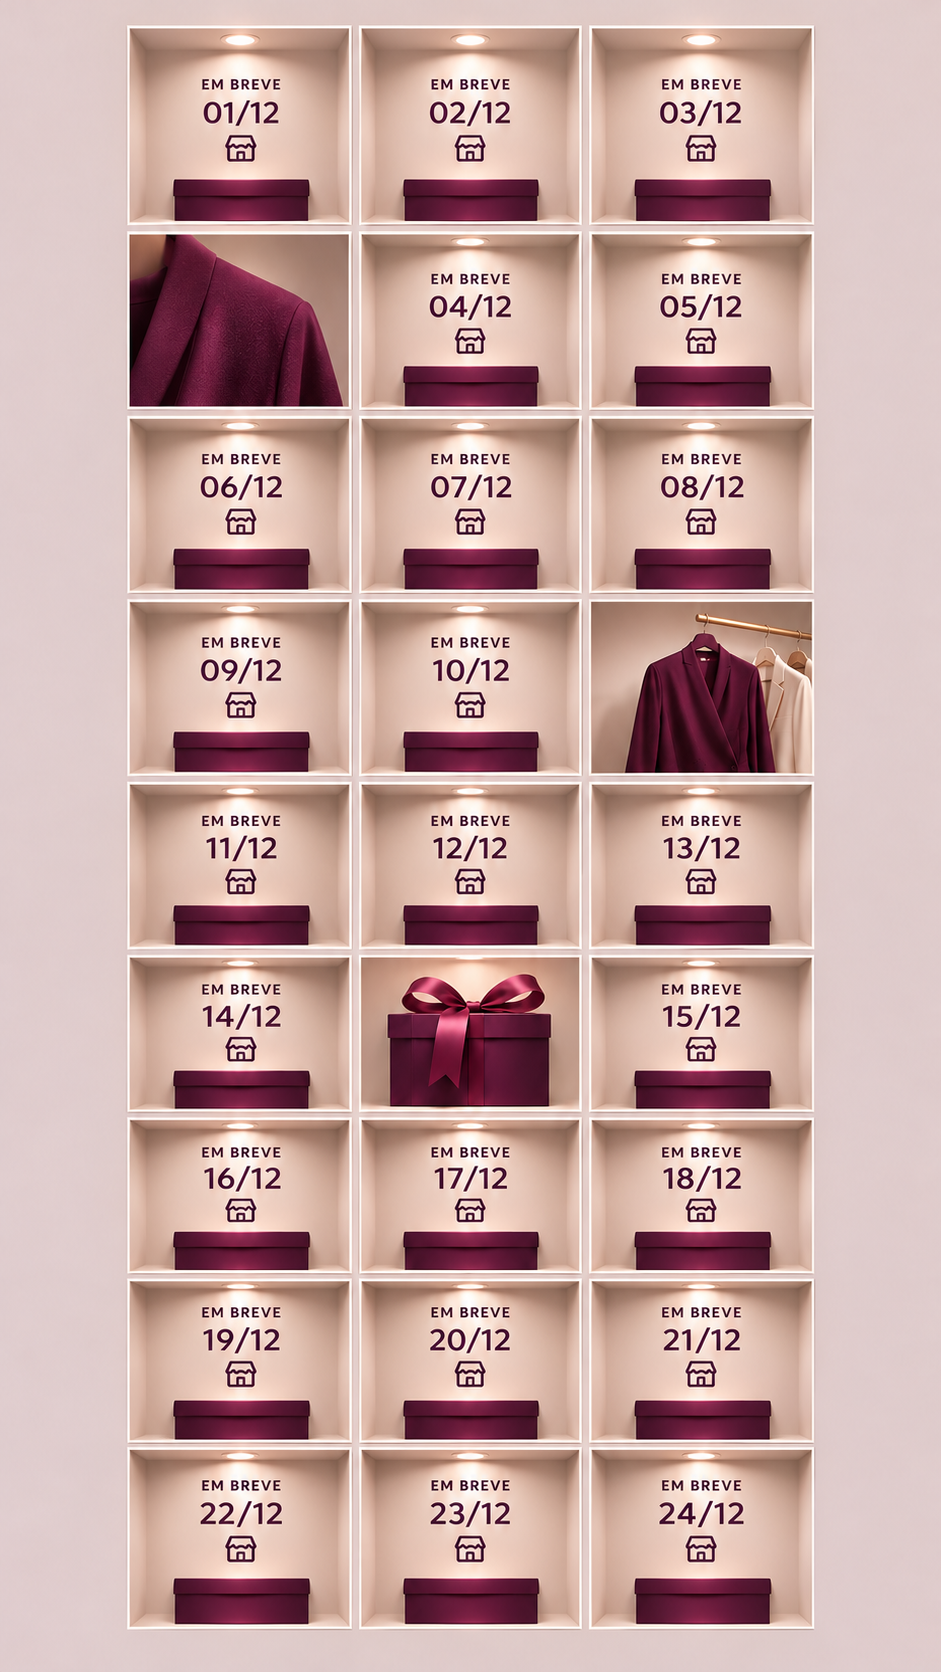 EM BREVE
01/12
EM BREVE
02/12
EM BREVE
03/12
EM BREVE
04/12
EM BREVE
05/12
EM BREVE
06/12
EM BREVE
07/12
EM BREVE
08/12
EM BREVE
09/12
EM BREVE
10/12
EM BREVE
11/12
EM BREVE
12/12
EM BREVE
13/12
EM BREVE
14/12
EM BREVE
15/12
EM BREVE
16/12
EM BREVE
17/12
EM BREVE
18/12
EM BREVE
19/12
EM BREVE
20/12
EM BREVE
21/12
EM BREVE
22/12
EM BREVE
23/12
EM BREVE
24/12